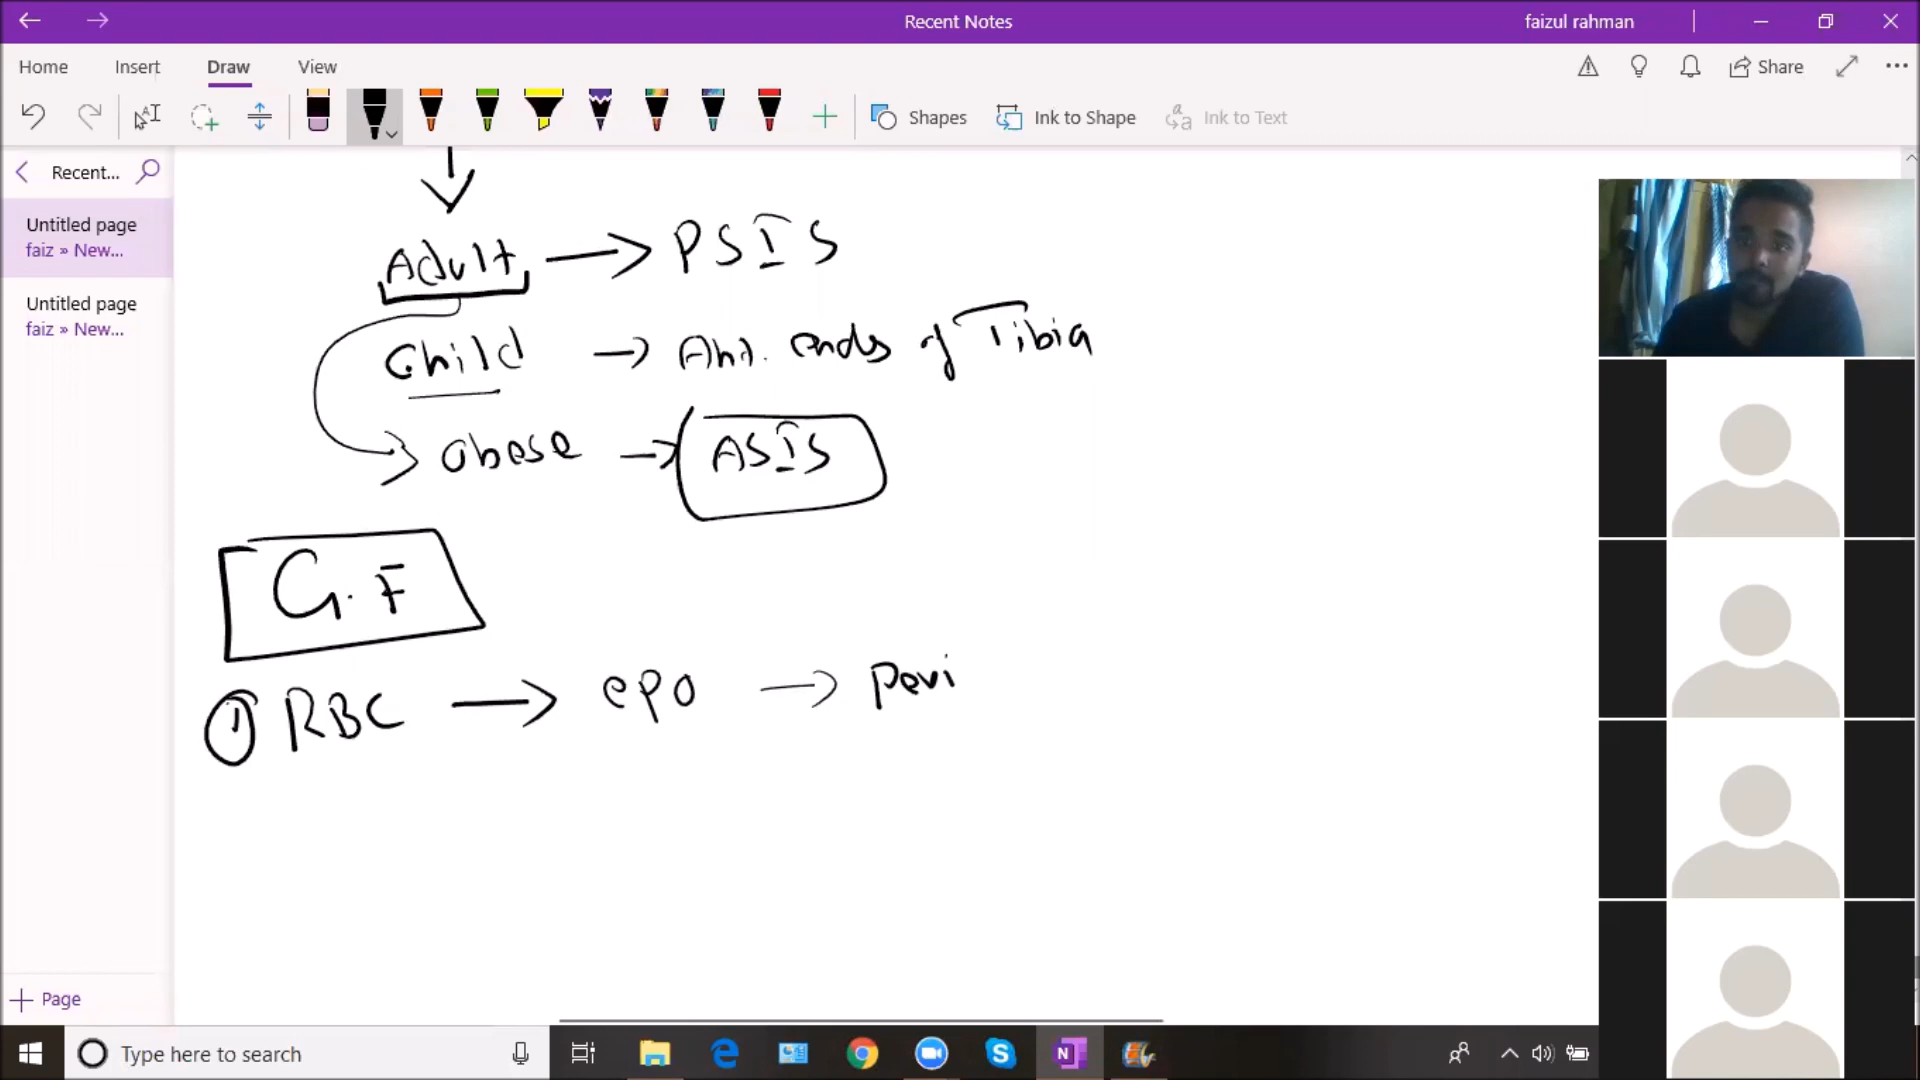 Recent Notes
faizul rahman
Home Insert Draw View
Share
Shapes Ink to Shape Ink to Text
Recent...
Untitled page
faiz » New...
Untitled page
faiz » New...
Adult → PSIS
Child → Ant. ends of Tibia
obese → ASIS
G.F
① RBC → epo → Peri
+ Page
Type here to search